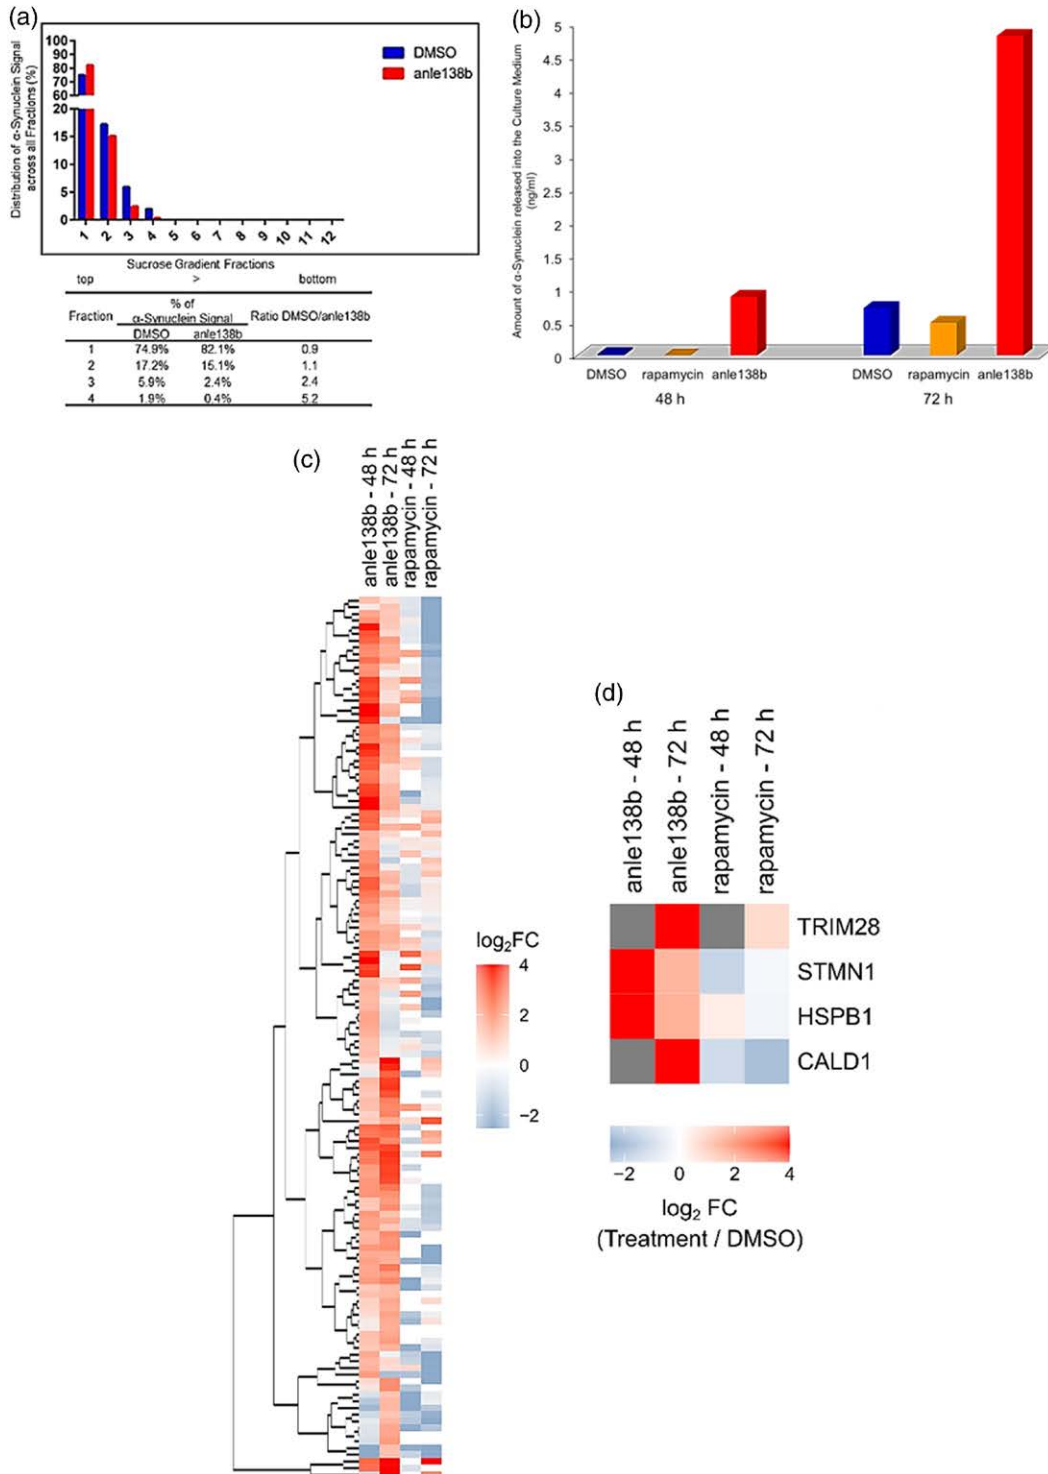 (a)
100
90
80
70
60
20
15
10
5
0
Distribution of α-Synuclein Signal
across all Fractions (%)
DMSO
anle138b
1 2 3 4 5 6 7 8 9 10 11 12
Sucrose Gradient Fractions
top > bottom
% of
Fraction α-Synuclein Signal Ratio DMSO/anle138b
DMSO anle138b
1 74.9% 82.1% 0.9
2 17.2% 15.1% 1.1
3 5.9% 2.4% 2.4
4 1.9% 0.4% 5.2
(b)
Amount of α-Synuclein released into the Culture Medium
(ng/ml)
5
4.5
4
3.5
3
2.5
2
1.5
1
0.5
0
DMSO rapamycin anle138b DMSO rapamycin anle138b
48 h 72 h
(c)
anle138b - 48 h
anle138b - 72 h
rapamycin - 48 h
rapamycin - 72 h
log₂FC
4
2
0
−2
(d)
anle138b - 48 h
anle138b - 72 h
rapamycin - 48 h
rapamycin - 72 h
TRIM28
STMN1
HSPB1
CALD1
−2 0 2 4
log₂ FC
(Treatment / DMSO)